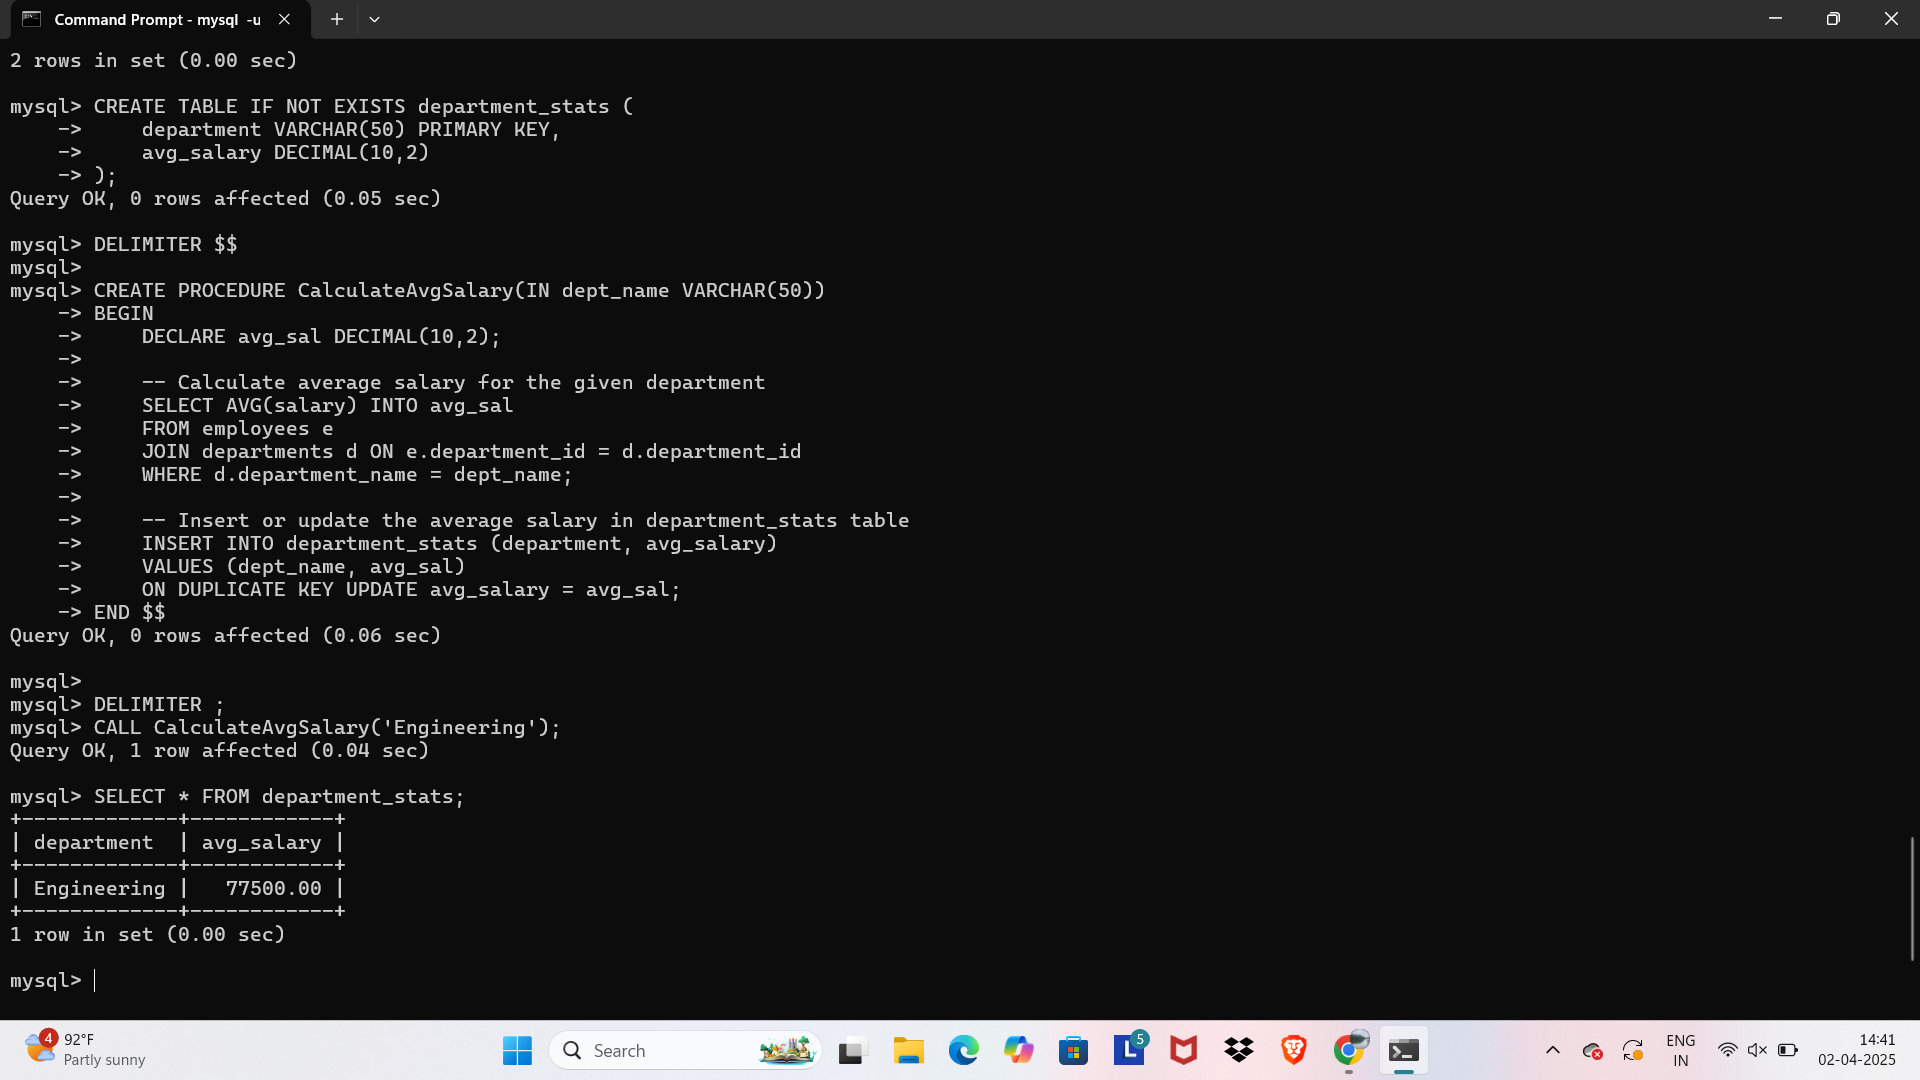 Command Prompt - mysql -u
2 rows in set (0.00 sec)
mysql> CREATE TABLE IF NOT EXISTS department_stats (
    ->     department VARCHAR(50) PRIMARY KEY,
    ->     avg_salary DECIMAL(10,2)
    -> );
Query OK, 0 rows affected (0.05 sec)
mysql> DELIMITER $$
mysql>
mysql> CREATE PROCEDURE CalculateAvgSalary(IN dept_name VARCHAR(50))
    -> BEGIN
    ->     DECLARE avg_sal DECIMAL(10,2);
    ->
    ->     -- Calculate average salary for the given department
    ->     SELECT AVG(salary) INTO avg_sal
    ->     FROM employees e
    ->     JOIN departments d ON e.department_id = d.department_id
    ->     WHERE d.department_name = dept_name;
    ->
    ->     -- Insert or update the average salary in department_stats table
    ->     INSERT INTO department_stats (department, avg_salary)
    ->     VALUES (dept_name, avg_sal)
    ->     ON DUPLICATE KEY UPDATE avg_salary = avg_sal;
    -> END $$
Query OK, 0 rows affected (0.06 sec)
mysql>
mysql> DELIMITER ;
mysql> CALL CalculateAvgSalary('Engineering');
Query OK, 1 row affected (0.04 sec)
mysql> SELECT * FROM department_stats;
+-------------+------------+
| department  | avg_salary |
+-------------+------------+
| Engineering |   77500.00 |
+-------------+------------+
1 row in set (0.00 sec)
mysql>
4
92°F
Partly sunny
Search
L
5
ENG
IN
14:41
02-04-2025